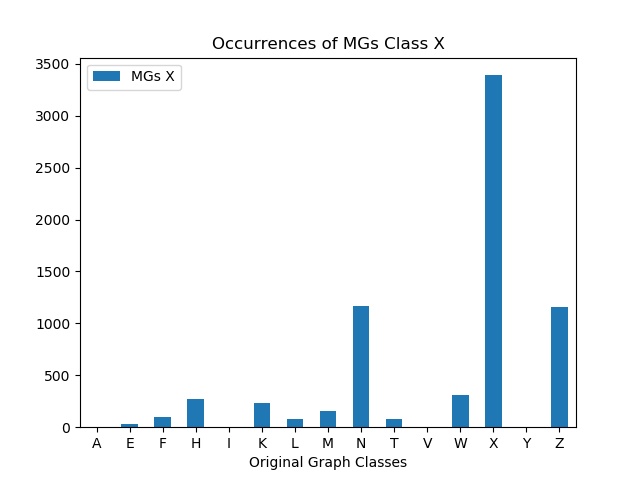 Occurrences of MGs Class X
MGs X
3500
3000
2500
2000
1500
1000
500
0
A E F H I K L M N T V W X Y Z
Original Graph Classes